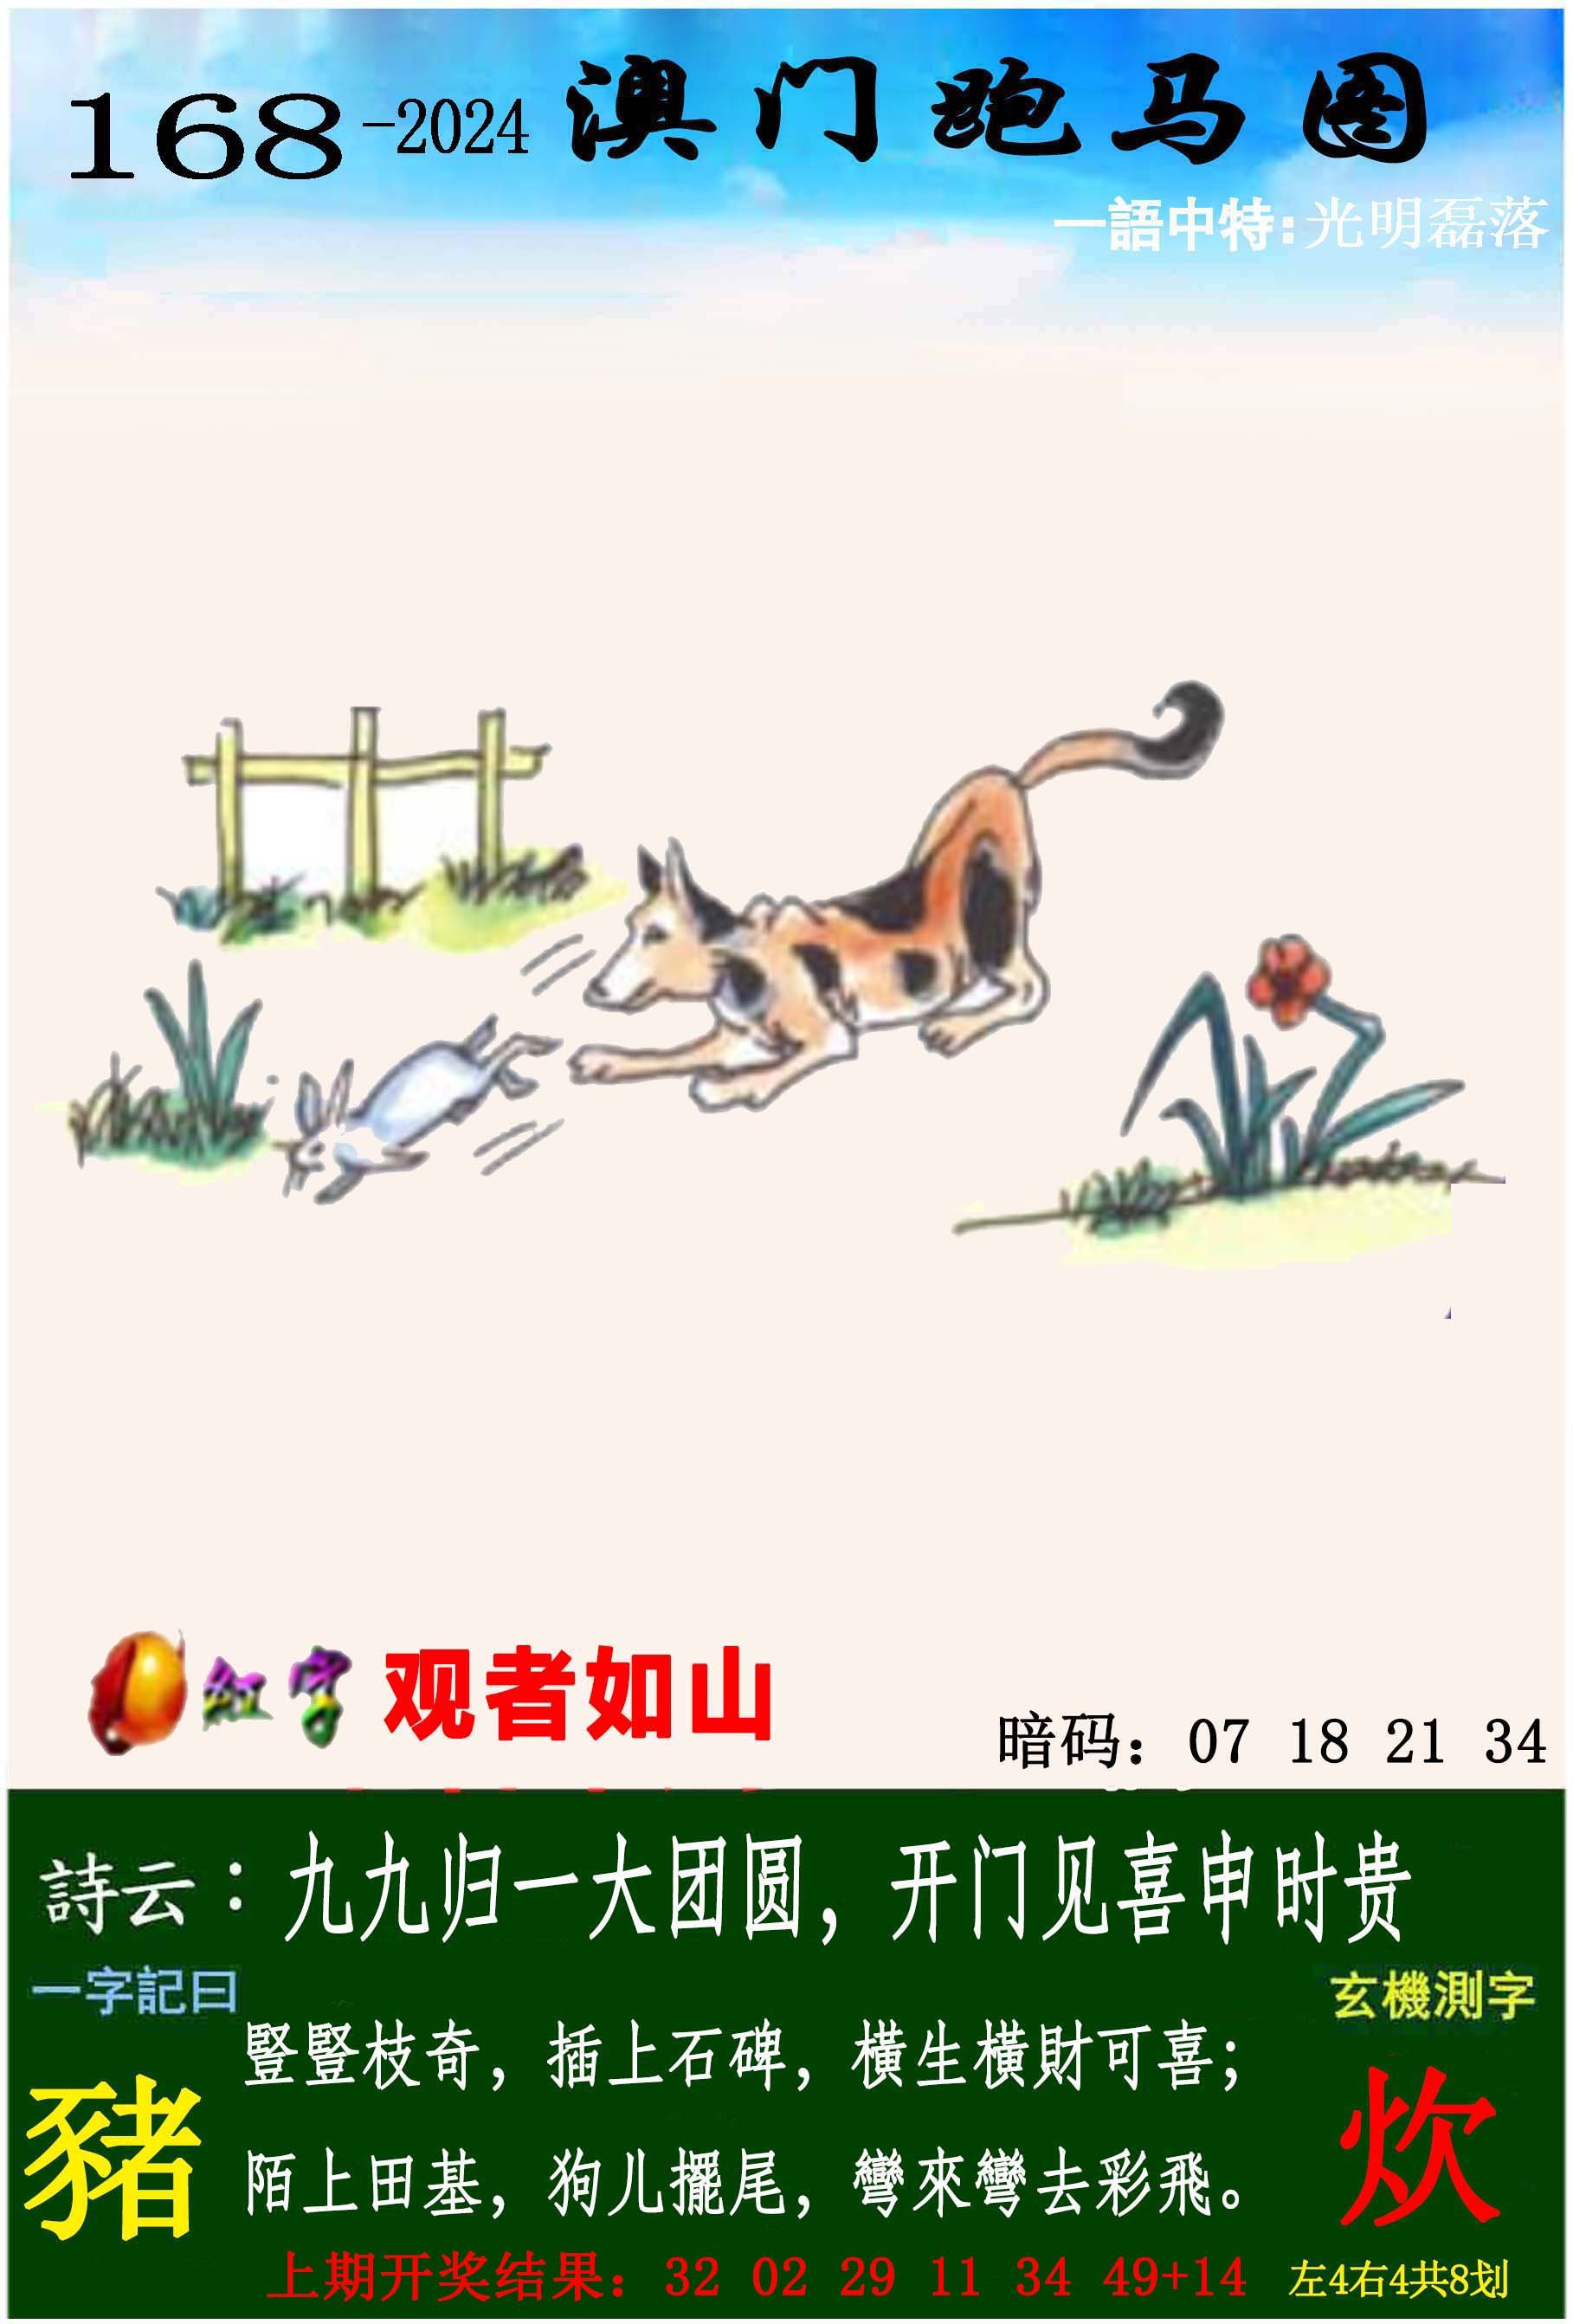 168-2024 澳门跑马图
一語中特:光明磊落
红字 观者如山
暗码: 07 18 21 34
詩云：九九归一大团圆，开门见喜申时贵
一字記曰
玄機測字
豎豎枝奇，插上石碑，橫生橫財可喜；
豬
炊
陌上田基，狗儿擺尾，彎來彎去彩飛。
上期开奖结果: 32 02 29 11 34 49+14
左4右4共8划